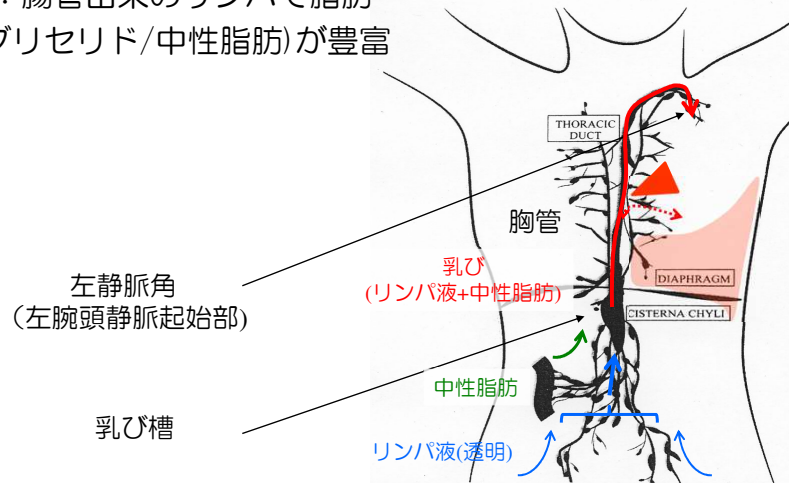 ：腸管由来のリンパで脂肪
グリセリド/中性脂肪)が豊富
THORACIC
DUCT
胸管
乳び
(リンパ液+中性脂肪)
左静脈角
（左腕頭静脈起始部)
DIAPHRAGM
CISTERNA CHYLI
中性脂肪
乳び槽
リンパ液(透明)